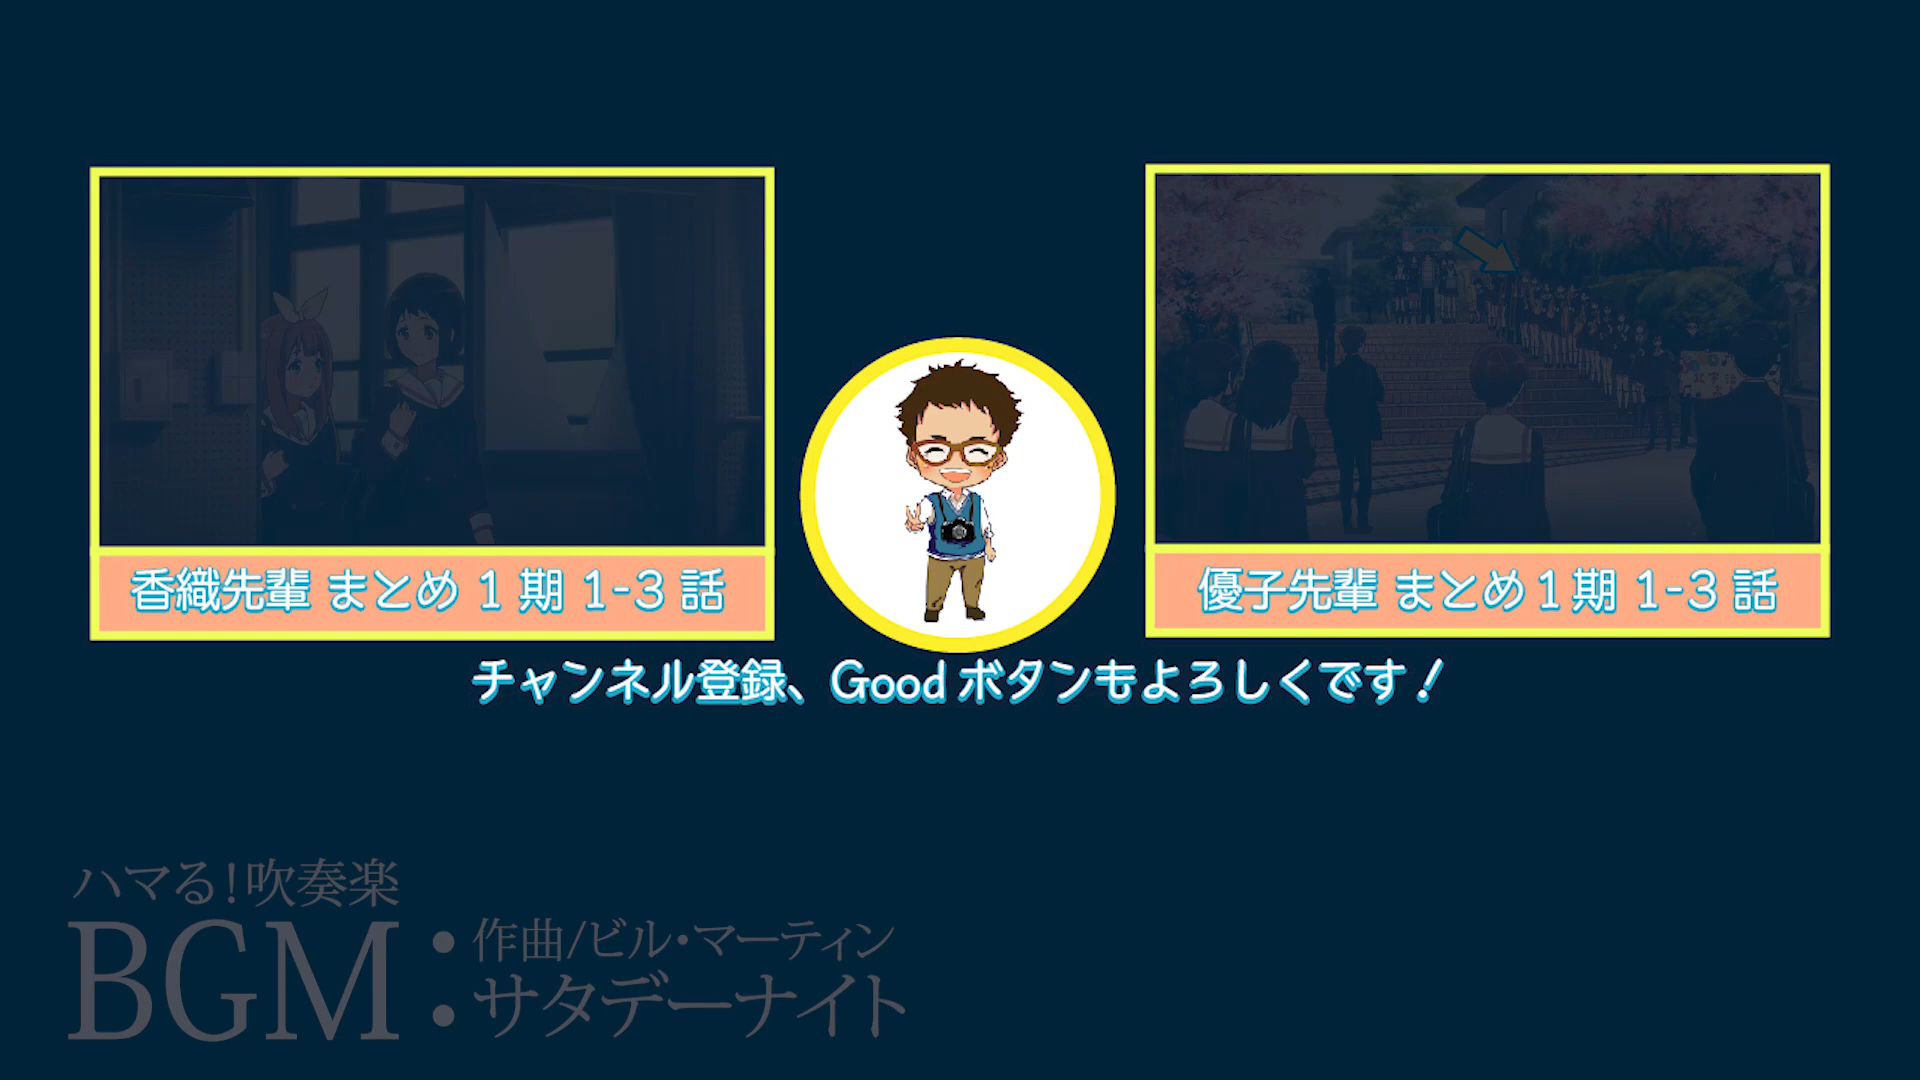 香織先輩 まとめ 1 期 1-3 話
優子先輩 まとめ 1 期 1-3 話
チャンネル登録、Good ボタンもよろしくです！
ハマる！吹奏楽
BGM：
作曲/ビル・マーティン
サタデーナイト